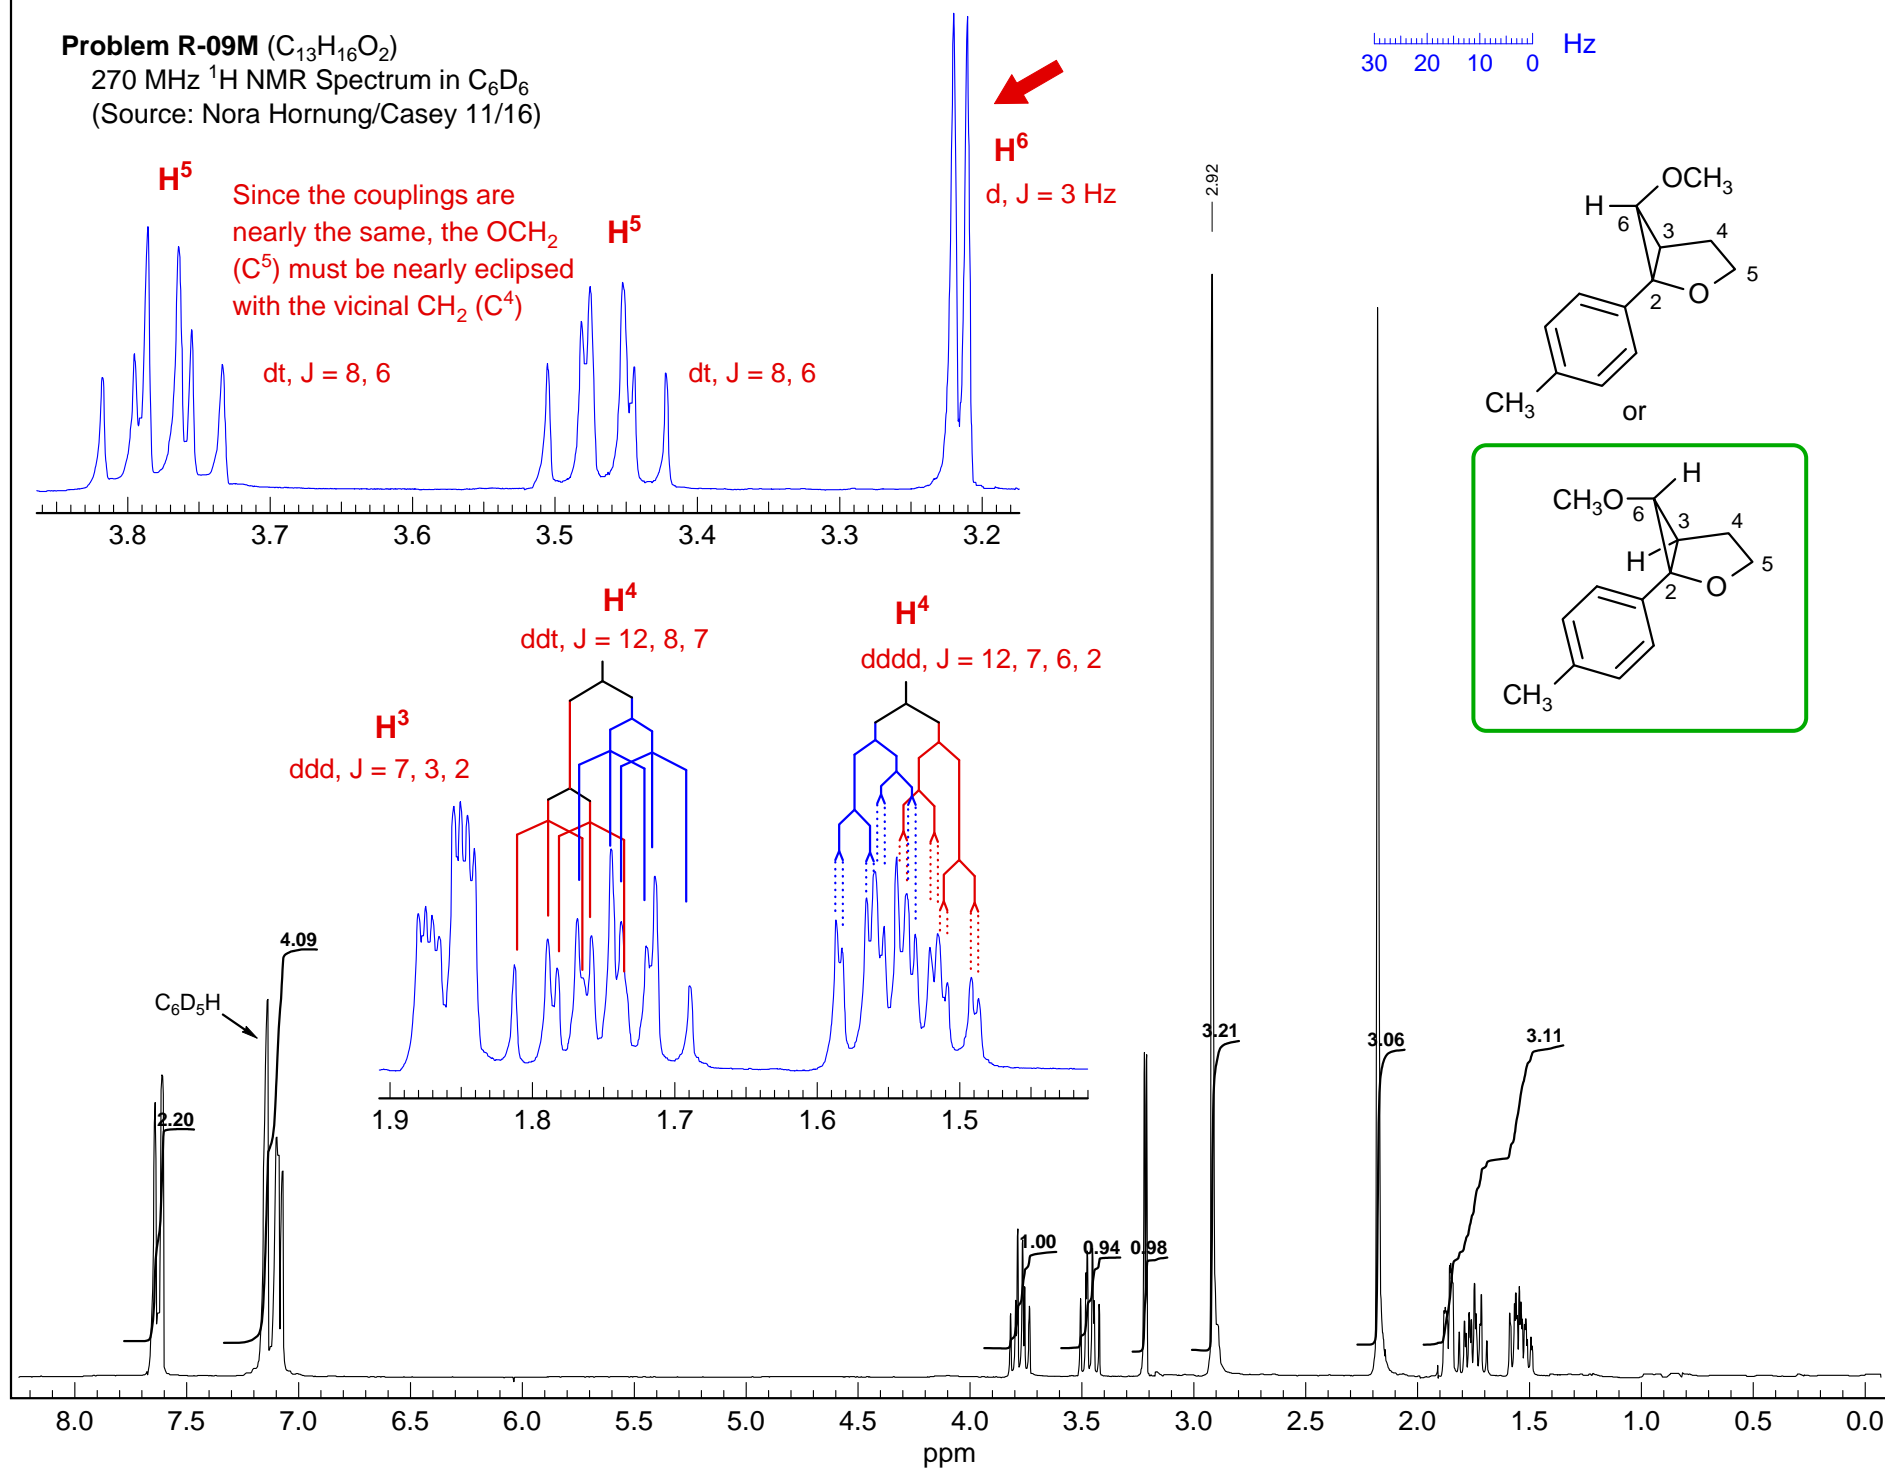 Problem R-09M (C₁₃H₁₆O₂)
270 MHz ¹H NMR Spectrum in C₆D₆
(Source: Nora Hornung/Casey 11/16)
30 20 10 0 Hz
H⁵
Since the couplings are
nearly the same, the OCH₂
(C⁵) must be nearly eclipsed
with the vicinal CH₂ (C⁴)
dt, J = 8, 6
H⁵
dt, J = 8, 6
H⁶
d, J = 3 Hz
2.92
3.8 3.7 3.6 3.5 3.4 3.3 3.2
OCH₃
H
6
3
4
5
O
2
CH₃
or
H
CH₃O
6
3
4
H
5
O
2
CH₃
H⁴
ddt, J = 12, 8, 7
H⁴
dddd, J = 12, 7, 6, 2
H³
ddd, J = 7, 3, 2
1.9 1.8 1.7 1.6 1.5
C₆D₅H
2.20
4.09
1.00
0.94
0.98
3.21
3.06
3.11
8.0 7.5 7.0 6.5 6.0 5.5 5.0 4.5 4.0 3.5 3.0 2.5 2.0 1.5 1.0 0.5 0.0
ppm